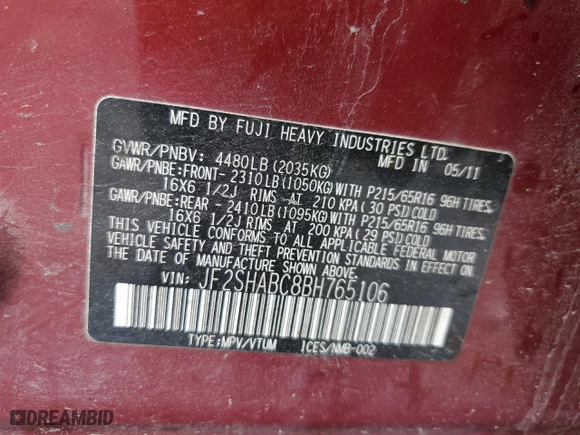 MFD BY FUJI HEAVY INDUSTRIES LTD.
GVWR/PNBV: 4480LB(2035KG) MFD IN 05/11
GAWR/PNBE:FRONT- 2310LB(1050KG)WITH P215/65R16 96H TIRES,
16X6 1/2J RIMS AT 210 KPA(30 PSI)COLD
GAWR/PNBE:REAR - 2410LB(1095KG)WITH P215/65R16 96H TIRES,
16X6 1/2J RIMS AT 200 KPA(29 PSI)COLD
THIS VEHICLE CONFORMS TO ALL APPLICABLE FEDERAL MOTOR
VEHICLE SAFETY AND THEFT PREVENTION STANDARDS IN EFFECT ON
THE DATE OF MANUFACTURE SHOWN ABOVE.
VIN: JF2SHABC8BH765106
TYPE:MPV/VTUM ICES/NMB-002
DREAMBID